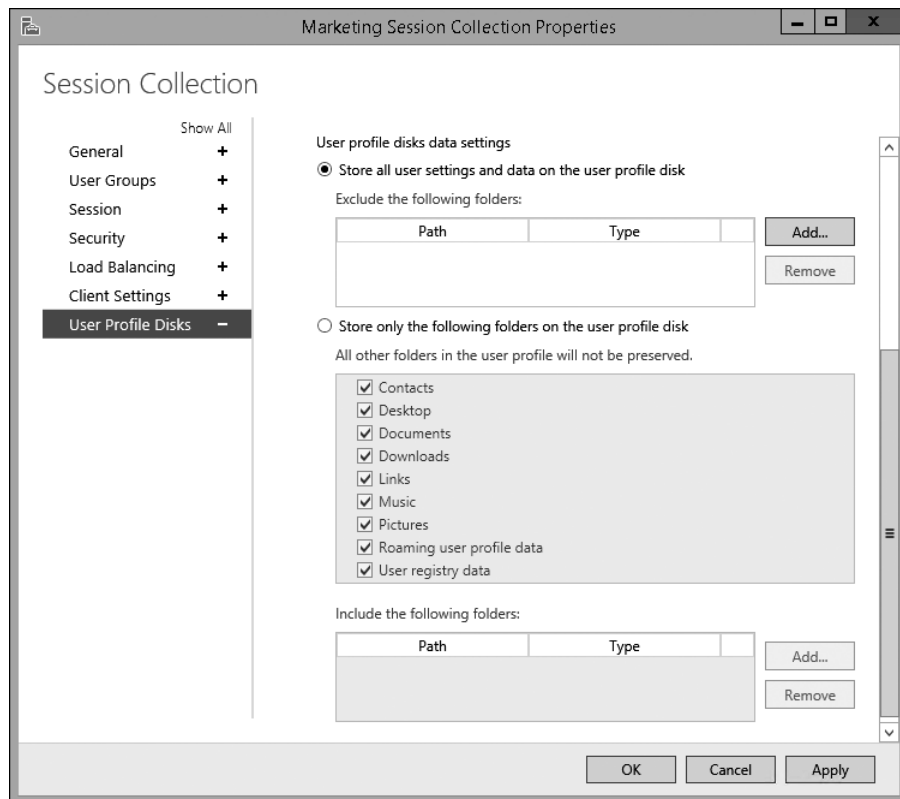 Marketing Session Collection Properties
Session Collection
Show All
General +
User Groups +
Session +
Security +
Load Balancing +
Client Settings +
User Profile Disks –
User profile disks data settings
Store all user settings and data on the user profile disk
Exclude the following folders:
Path Type
Add...
Remove
Store only the following folders on the user profile disk
All other folders in the user profile will not be preserved.
Contacts
Desktop
Documents
Downloads
Links
Music
Pictures
Roaming user profile data
User registry data
Include the following folders:
Path Type
Add...
Remove
OK Cancel Apply